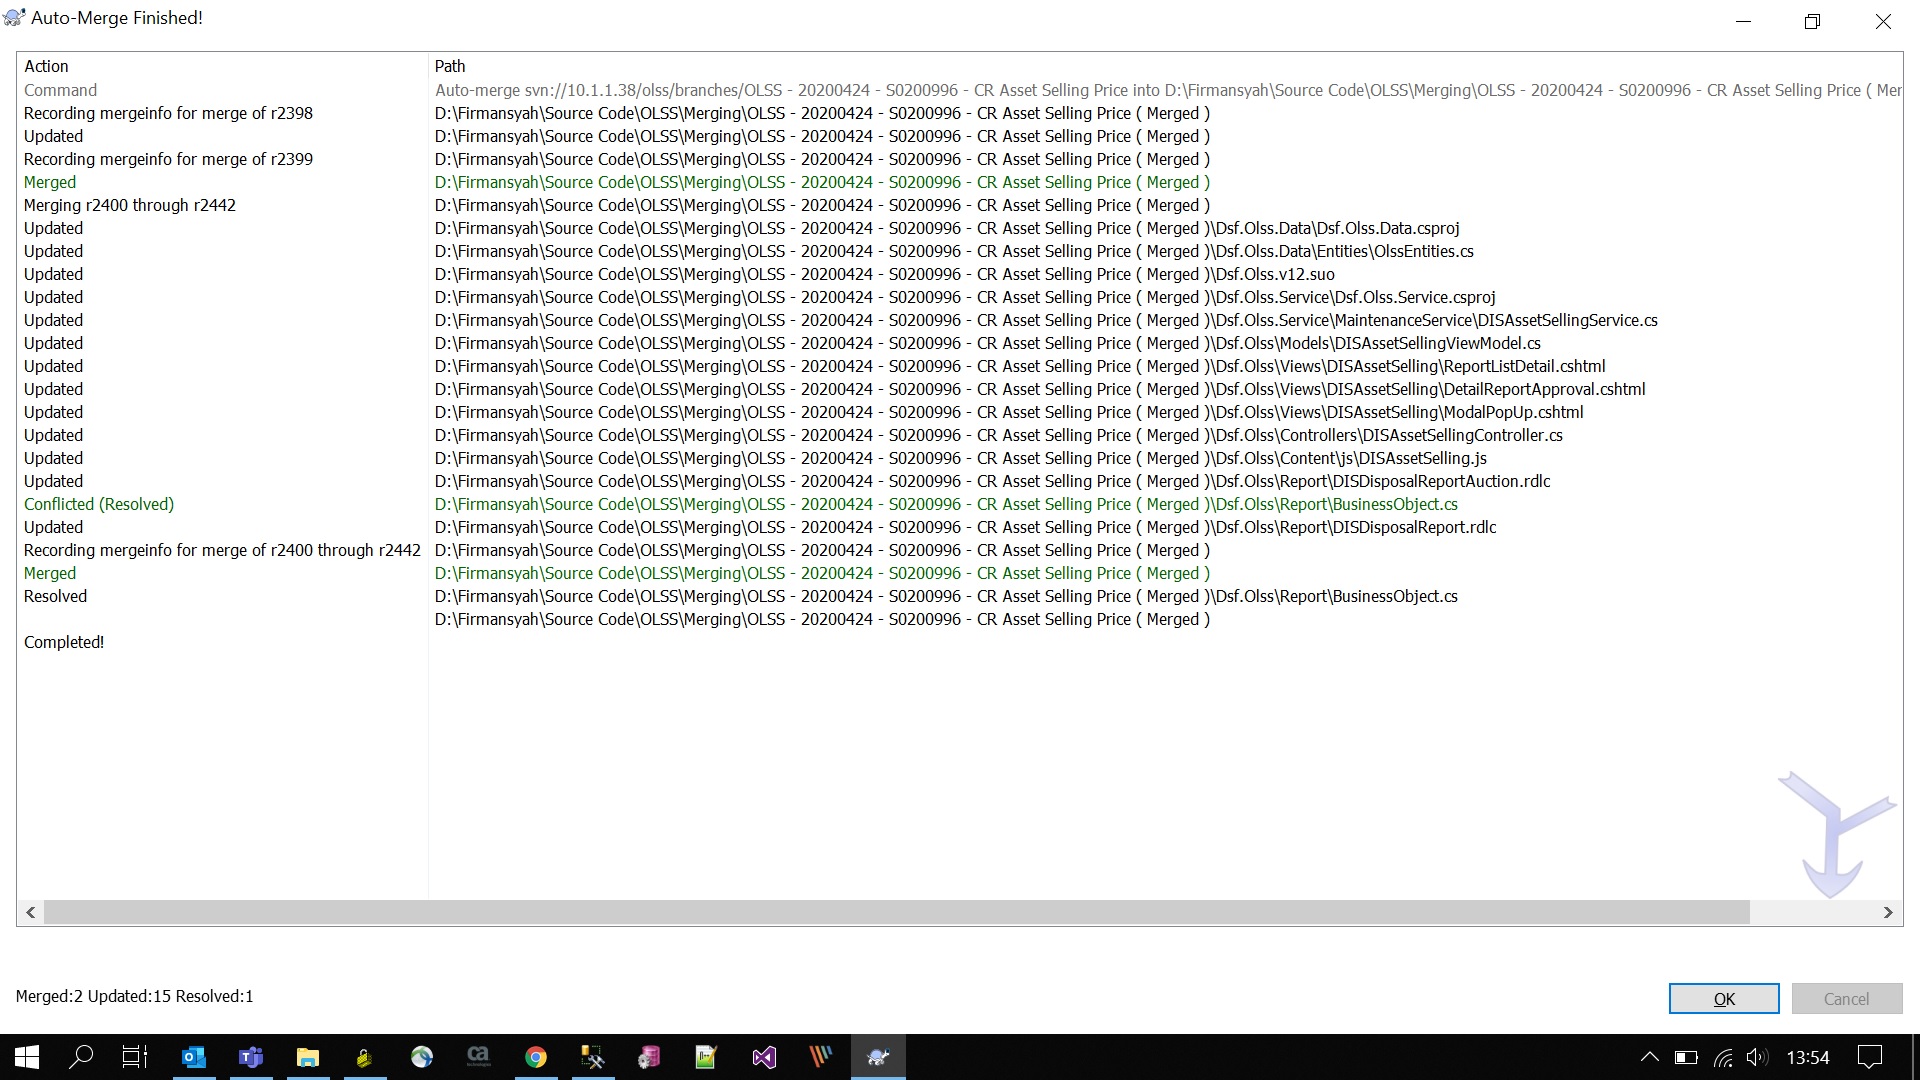 Auto-Merge Finished!
Action Path
Command Auto-merge svn://10.1.1.38/olss/branches/OLSS - 20200424 - S0200996 - CR Asset Selling Price into D:\Firmansyah\Source Code\OLSS\Merging\OLSS - 20200424 - S0200996 - CR Asset Selling Price ( Mer
Recording mergeinfo for merge of r2398 D:\Firmansyah\Source Code\OLSS\Merging\OLSS - 20200424 - S0200996 - CR Asset Selling Price ( Merged )
Updated D:\Firmansyah\Source Code\OLSS\Merging\OLSS - 20200424 - S0200996 - CR Asset Selling Price ( Merged )
Recording mergeinfo for merge of r2399 D:\Firmansyah\Source Code\OLSS\Merging\OLSS - 20200424 - S0200996 - CR Asset Selling Price ( Merged )
Merged D:\Firmansyah\Source Code\OLSS\Merging\OLSS - 20200424 - S0200996 - CR Asset Selling Price ( Merged )
Merging r2400 through r2442 D:\Firmansyah\Source Code\OLSS\Merging\OLSS - 20200424 - S0200996 - CR Asset Selling Price ( Merged )
Updated D:\Firmansyah\Source Code\OLSS\Merging\OLSS - 20200424 - S0200996 - CR Asset Selling Price ( Merged )\Dsf.Olss.Data\Dsf.Olss.Data.csproj
Updated D:\Firmansyah\Source Code\OLSS\Merging\OLSS - 20200424 - S0200996 - CR Asset Selling Price ( Merged )\Dsf.Olss.Data\Entities\OlssEntities.cs
Updated D:\Firmansyah\Source Code\OLSS\Merging\OLSS - 20200424 - S0200996 - CR Asset Selling Price ( Merged )\Dsf.Olss.v12.suo
Updated D:\Firmansyah\Source Code\OLSS\Merging\OLSS - 20200424 - S0200996 - CR Asset Selling Price ( Merged )\Dsf.Olss.Service\Dsf.Olss.Service.csproj
Updated D:\Firmansyah\Source Code\OLSS\Merging\OLSS - 20200424 - S0200996 - CR Asset Selling Price ( Merged )\Dsf.Olss.Service\MaintenanceService\DISAssetSellingService.cs
Updated D:\Firmansyah\Source Code\OLSS\Merging\OLSS - 20200424 - S0200996 - CR Asset Selling Price ( Merged )\Dsf.Olss\Models\DISAssetSellingViewModel.cs
Updated D:\Firmansyah\Source Code\OLSS\Merging\OLSS - 20200424 - S0200996 - CR Asset Selling Price ( Merged )\Dsf.Olss\Views\DISAssetSelling\ReportListDetail.cshtml
Updated D:\Firmansyah\Source Code\OLSS\Merging\OLSS - 20200424 - S0200996 - CR Asset Selling Price ( Merged )\Dsf.Olss\Views\DISAssetSelling\DetailReportApproval.cshtml
Updated D:\Firmansyah\Source Code\OLSS\Merging\OLSS - 20200424 - S0200996 - CR Asset Selling Price ( Merged )\Dsf.Olss\Views\DISAssetSelling\ModalPopUp.cshtml
Updated D:\Firmansyah\Source Code\OLSS\Merging\OLSS - 20200424 - S0200996 - CR Asset Selling Price ( Merged )\Dsf.Olss\Controllers\DISAssetSellingController.cs
Updated D:\Firmansyah\Source Code\OLSS\Merging\OLSS - 20200424 - S0200996 - CR Asset Selling Price ( Merged )\Dsf.Olss\Content\js\DISAssetSelling.js
Updated D:\Firmansyah\Source Code\OLSS\Merging\OLSS - 20200424 - S0200996 - CR Asset Selling Price ( Merged )\Dsf.Olss\Report\DISDisposalReportAuction.rdlc
Conflicted (Resolved) D:\Firmansyah\Source Code\OLSS\Merging\OLSS - 20200424 - S0200996 - CR Asset Selling Price ( Merged )\Dsf.Olss\Report\BusinessObject.cs
Updated D:\Firmansyah\Source Code\OLSS\Merging\OLSS - 20200424 - S0200996 - CR Asset Selling Price ( Merged )\Dsf.Olss\Report\DISDisposalReport.rdlc
Recording mergeinfo for merge of r2400 through r2442 D:\Firmansyah\Source Code\OLSS\Merging\OLSS - 20200424 - S0200996 - CR Asset Selling Price ( Merged )
Merged D:\Firmansyah\Source Code\OLSS\Merging\OLSS - 20200424 - S0200996 - CR Asset Selling Price ( Merged )
Resolved D:\Firmansyah\Source Code\OLSS\Merging\OLSS - 20200424 - S0200996 - CR Asset Selling Price ( Merged )\Dsf.Olss\Report\BusinessObject.cs
D:\Firmansyah\Source Code\OLSS\Merging\OLSS - 20200424 - S0200996 - CR Asset Selling Price ( Merged )
Completed!
Merged:2 Updated:15 Resolved:1
OK Cancel
ca
13:54